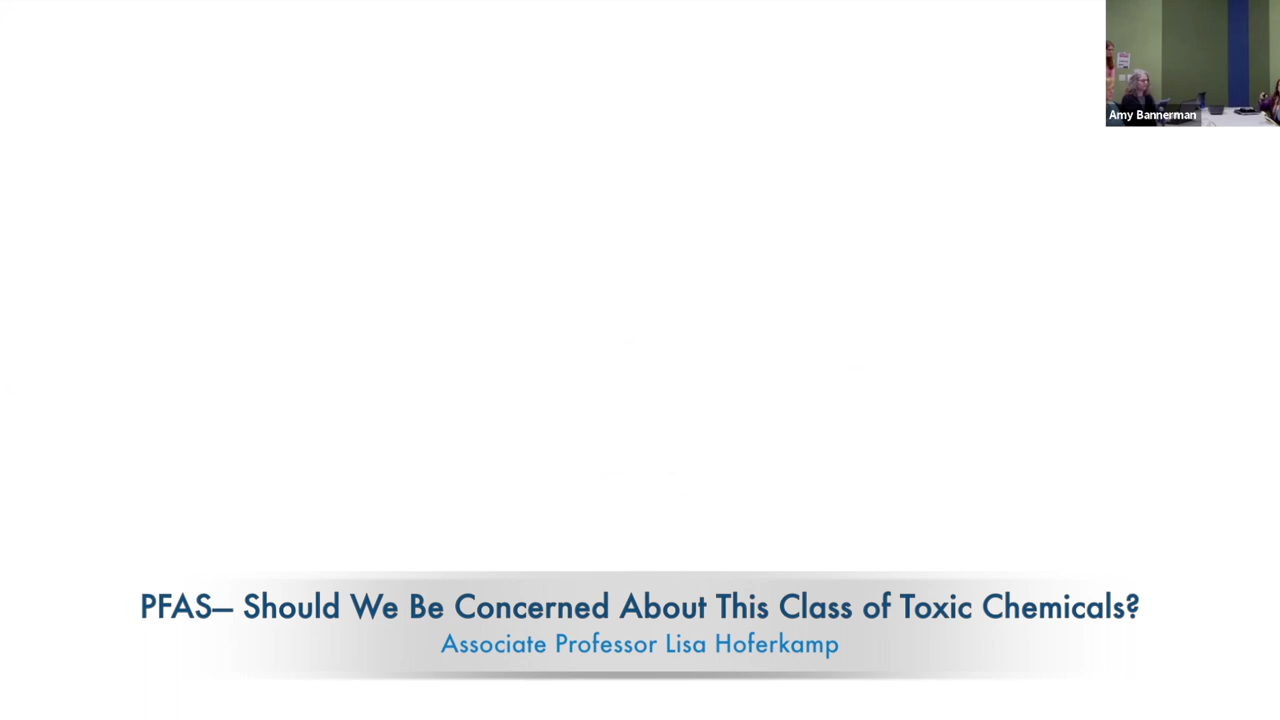 Amy Bannerman
PFAS— Should We Be Concerned About This Class of Toxic Chemicals?
Associate Professor Lisa Hoferkamp